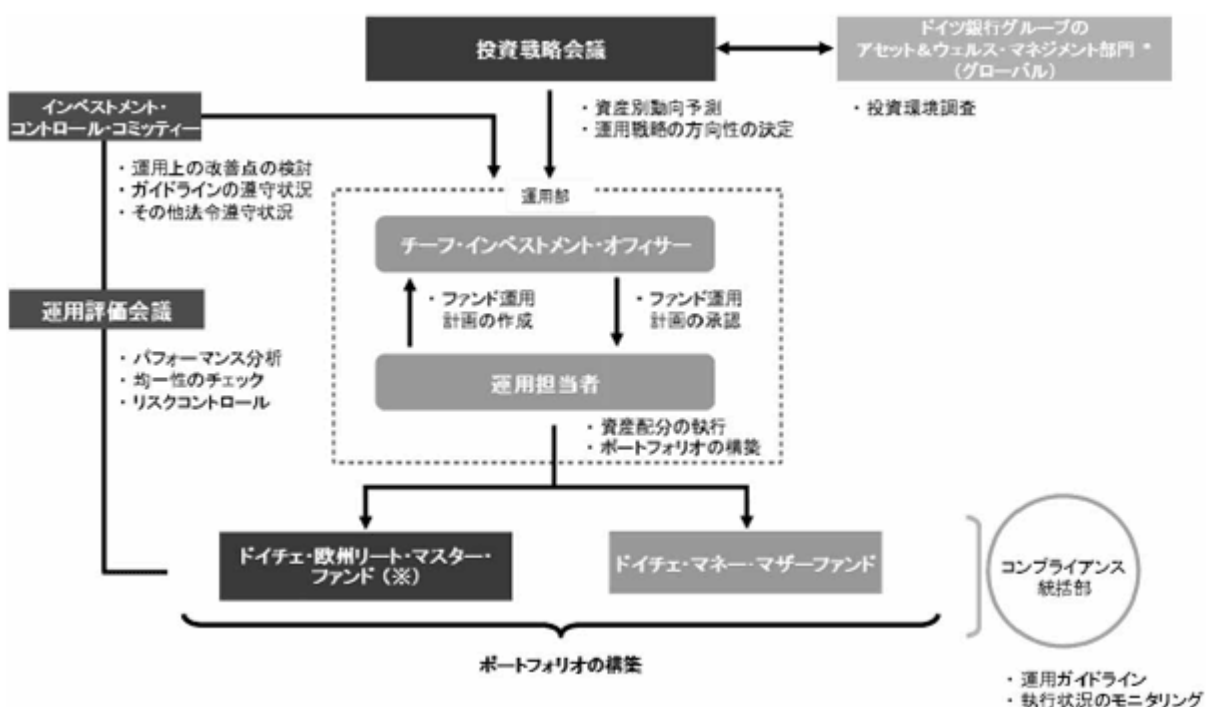 投資戦略会議
ドイツ銀行グループの
アセット&ウェルス・マネジメント部門 *
(グローバル)
・投資環境調査
・資産別動向予測
・運用戦略の方向性の決定
インベストメント・
コントロール・コミッティー
・運用上の改善点の検討
・ガイドラインの遵守状況
・その他法令遵守状況
運用部
チーフ・インベストメント・オフィサー
・ファンド運用
計画の作成
・ファンド運用
計画の承認
運用評価会議
・パフォーマンス分析
・均一性のチェック
・リスクコントロール
運用担当者
・資産配分の執行
・ポートフォリオの構築
ドイチェ・欧州リート・マスター・
ファンド(※)
ドイチェ・マネー・マザーファンド
コンプライアンス
統括部
ポートフォリオの構築
・運用ガイドライン
・執行状況のモニタリング